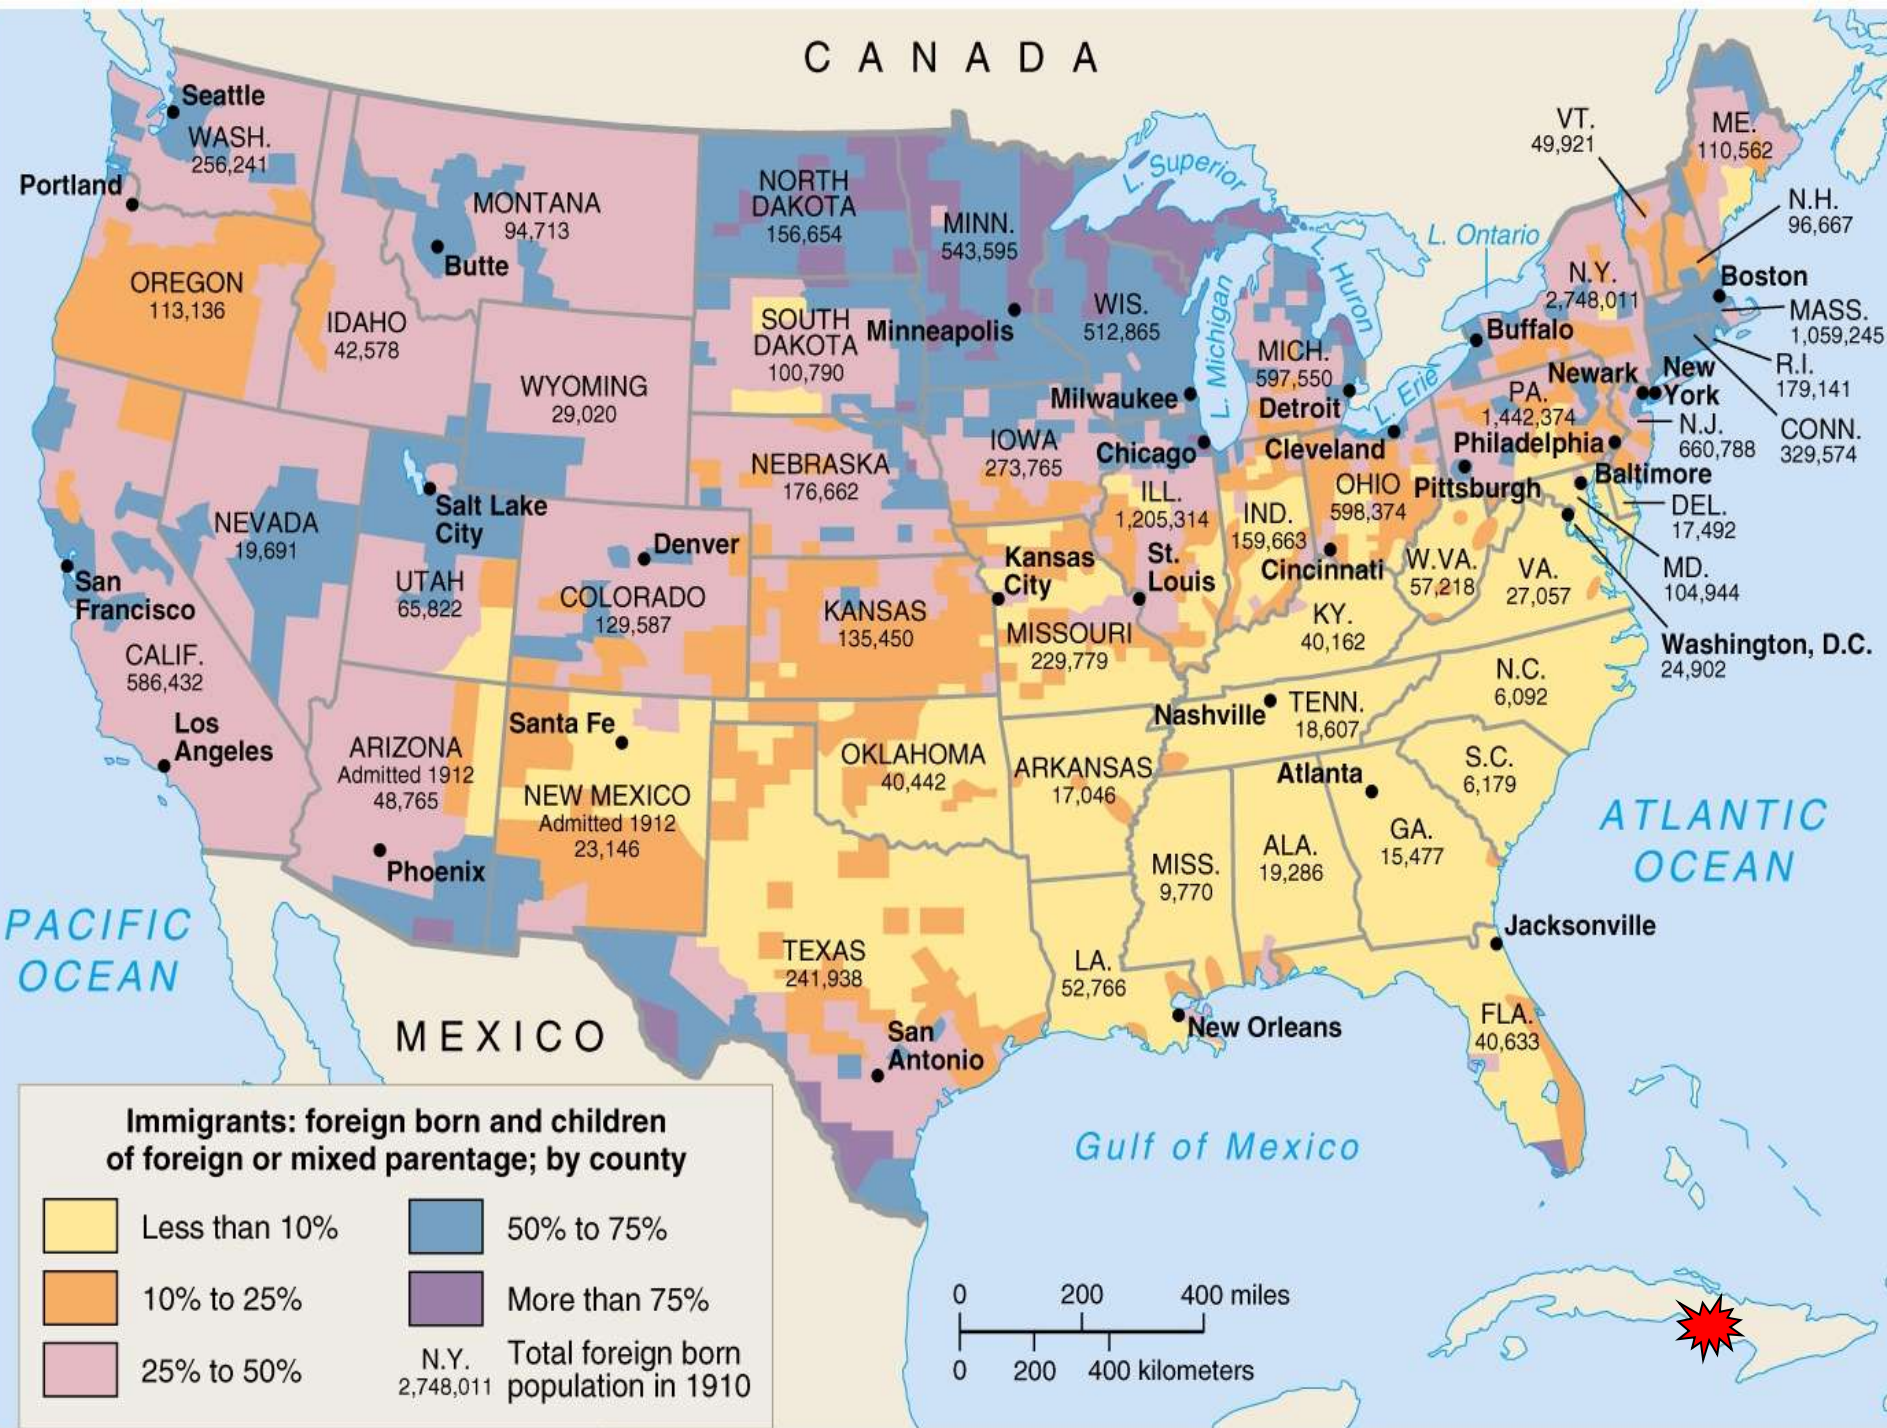 CANADA
Seattle
WASH.
256,241
Portland
OREGON
113,136
IDAHO
42,578
MONTANA
94,713
Butte
WYOMING
29,020
NORTH
DAKOTA
156,654
SOUTH
DAKOTA
100,790
MINN.
543,595
Minneapolis
WIS.
512,865
Milwaukee
L. Superior
L. Michigan
L. Huron
L. Erie
L. Ontario
MICH.
597,550
Detroit
VT.
49,921
ME.
110,562
N.H.
96,667
Boston
MASS.
1,059,245
R.I.
179,141
CONN.
329,574
N.Y.
2,748,011
Buffalo
Newark
New
York
N.J.
660,788
PA.
1,442,374
Philadelphia
Pittsburgh
Baltimore
DEL.
17,492
MD.
104,944
Washington, D.C.
24,902
NEBRASKA
176,662
IOWA
273,765
Chicago
ILL.
1,205,314
IND.
159,663
Cleveland
OHIO
598,374
Cincinnati
W.VA.
57,218
VA.
27,057
NEVADA
19,691
Salt Lake
City
UTAH
65,822
Denver
COLORADO
129,587
KANSAS
135,450
Kansas
City
St.
Louis
MISSOURI
229,779
KY.
40,162
San
Francisco
CALIF.
586,432
Los
Angeles
ARIZONA
Admitted 1912
48,765
Phoenix
Santa Fe
NEW MEXICO
Admitted 1912
23,146
OKLAHOMA
40,442
ARKANSAS
17,046
Nashville
TENN.
18,607
N.C.
6,092
S.C.
6,179
Atlanta
GA.
15,477
ALA.
19,286
MISS.
9,770
LA.
52,766
New Orleans
TEXAS
241,938
San
Antonio
Jacksonville
FLA.
40,633
PACIFIC
OCEAN
ATLANTIC
OCEAN
MEXICO
Gulf of Mexico
Immigrants: foreign born and children
of foreign or mixed parentage; by county
Less than 10%
10% to 25%
25% to 50%
50% to 75%
More than 75%
N.Y.
2,748,011
Total foreign born
population in 1910
0 200 400 miles
0 200 400 kilometers